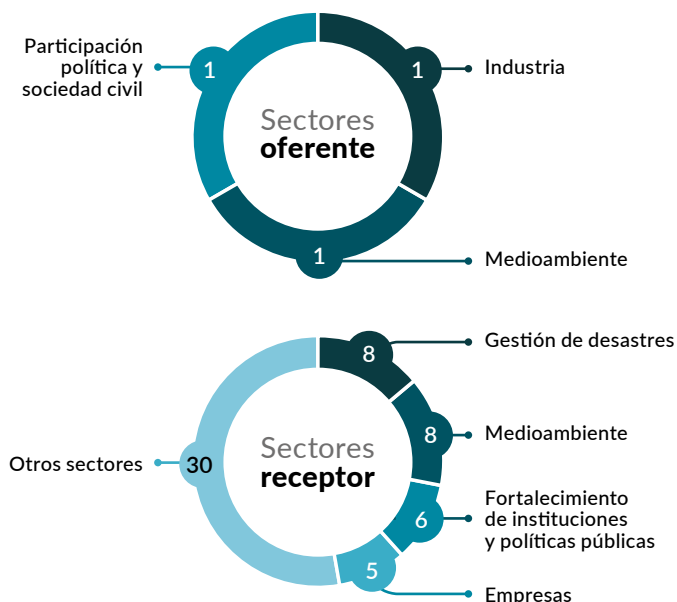 Participación
política y
sociedad civil
1
1
Industria
Sectores
oferente
1
Medioambiente
8
Gestión de desastres
Sectores
receptor
8
Medioambiente
Otros sectores
30
6
Fortalecimiento
de instituciones
y políticas públicas
5
Empresas